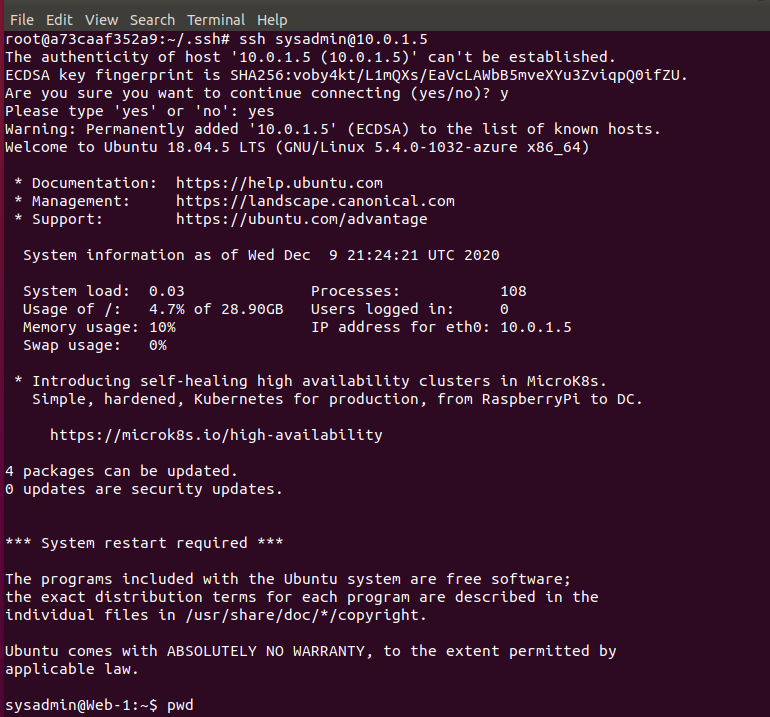 File Edit View Search Terminal Help
root@a73caaf352a9:~/.ssh# ssh sysadmin@10.0.1.5
The authenticity of host '10.0.1.5 (10.0.1.5)' can't be established.
ECDSA key fingerprint is SHA256:voby4kt/L1mQXs/EaVcLAWbB5mveXYu3ZviqpQ0ifZU.
Are you sure you want to continue connecting (yes/no)? y
Please type 'yes' or 'no': yes
Warning: Permanently added '10.0.1.5' (ECDSA) to the list of known hosts.
Welcome to Ubuntu 18.04.5 LTS (GNU/Linux 5.4.0-1032-azure x86_64)
* Documentation:  https://help.ubuntu.com
* Management:     https://landscape.canonical.com
* Support:        https://ubuntu.com/advantage
System information as of Wed Dec  9 21:24:21 UTC 2020
System load:  0.03              Processes:           108
Usage of /:   4.7% of 28.90GB   Users logged in:     0
Memory usage: 10%               IP address for eth0: 10.0.1.5
Swap usage:   0%
* Introducing self-healing high availability clusters in MicroK8s.
Simple, hardened, Kubernetes for production, from RaspberryPi to DC.
https://microk8s.io/high-availability
4 packages can be updated.
0 updates are security updates.
*** System restart required ***
The programs included with the Ubuntu system are free software;
the exact distribution terms for each program are described in the
individual files in /usr/share/doc/*/copyright.
Ubuntu comes with ABSOLUTELY NO WARRANTY, to the extent permitted by
applicable law.
sysadmin@Web-1:~$ pwd